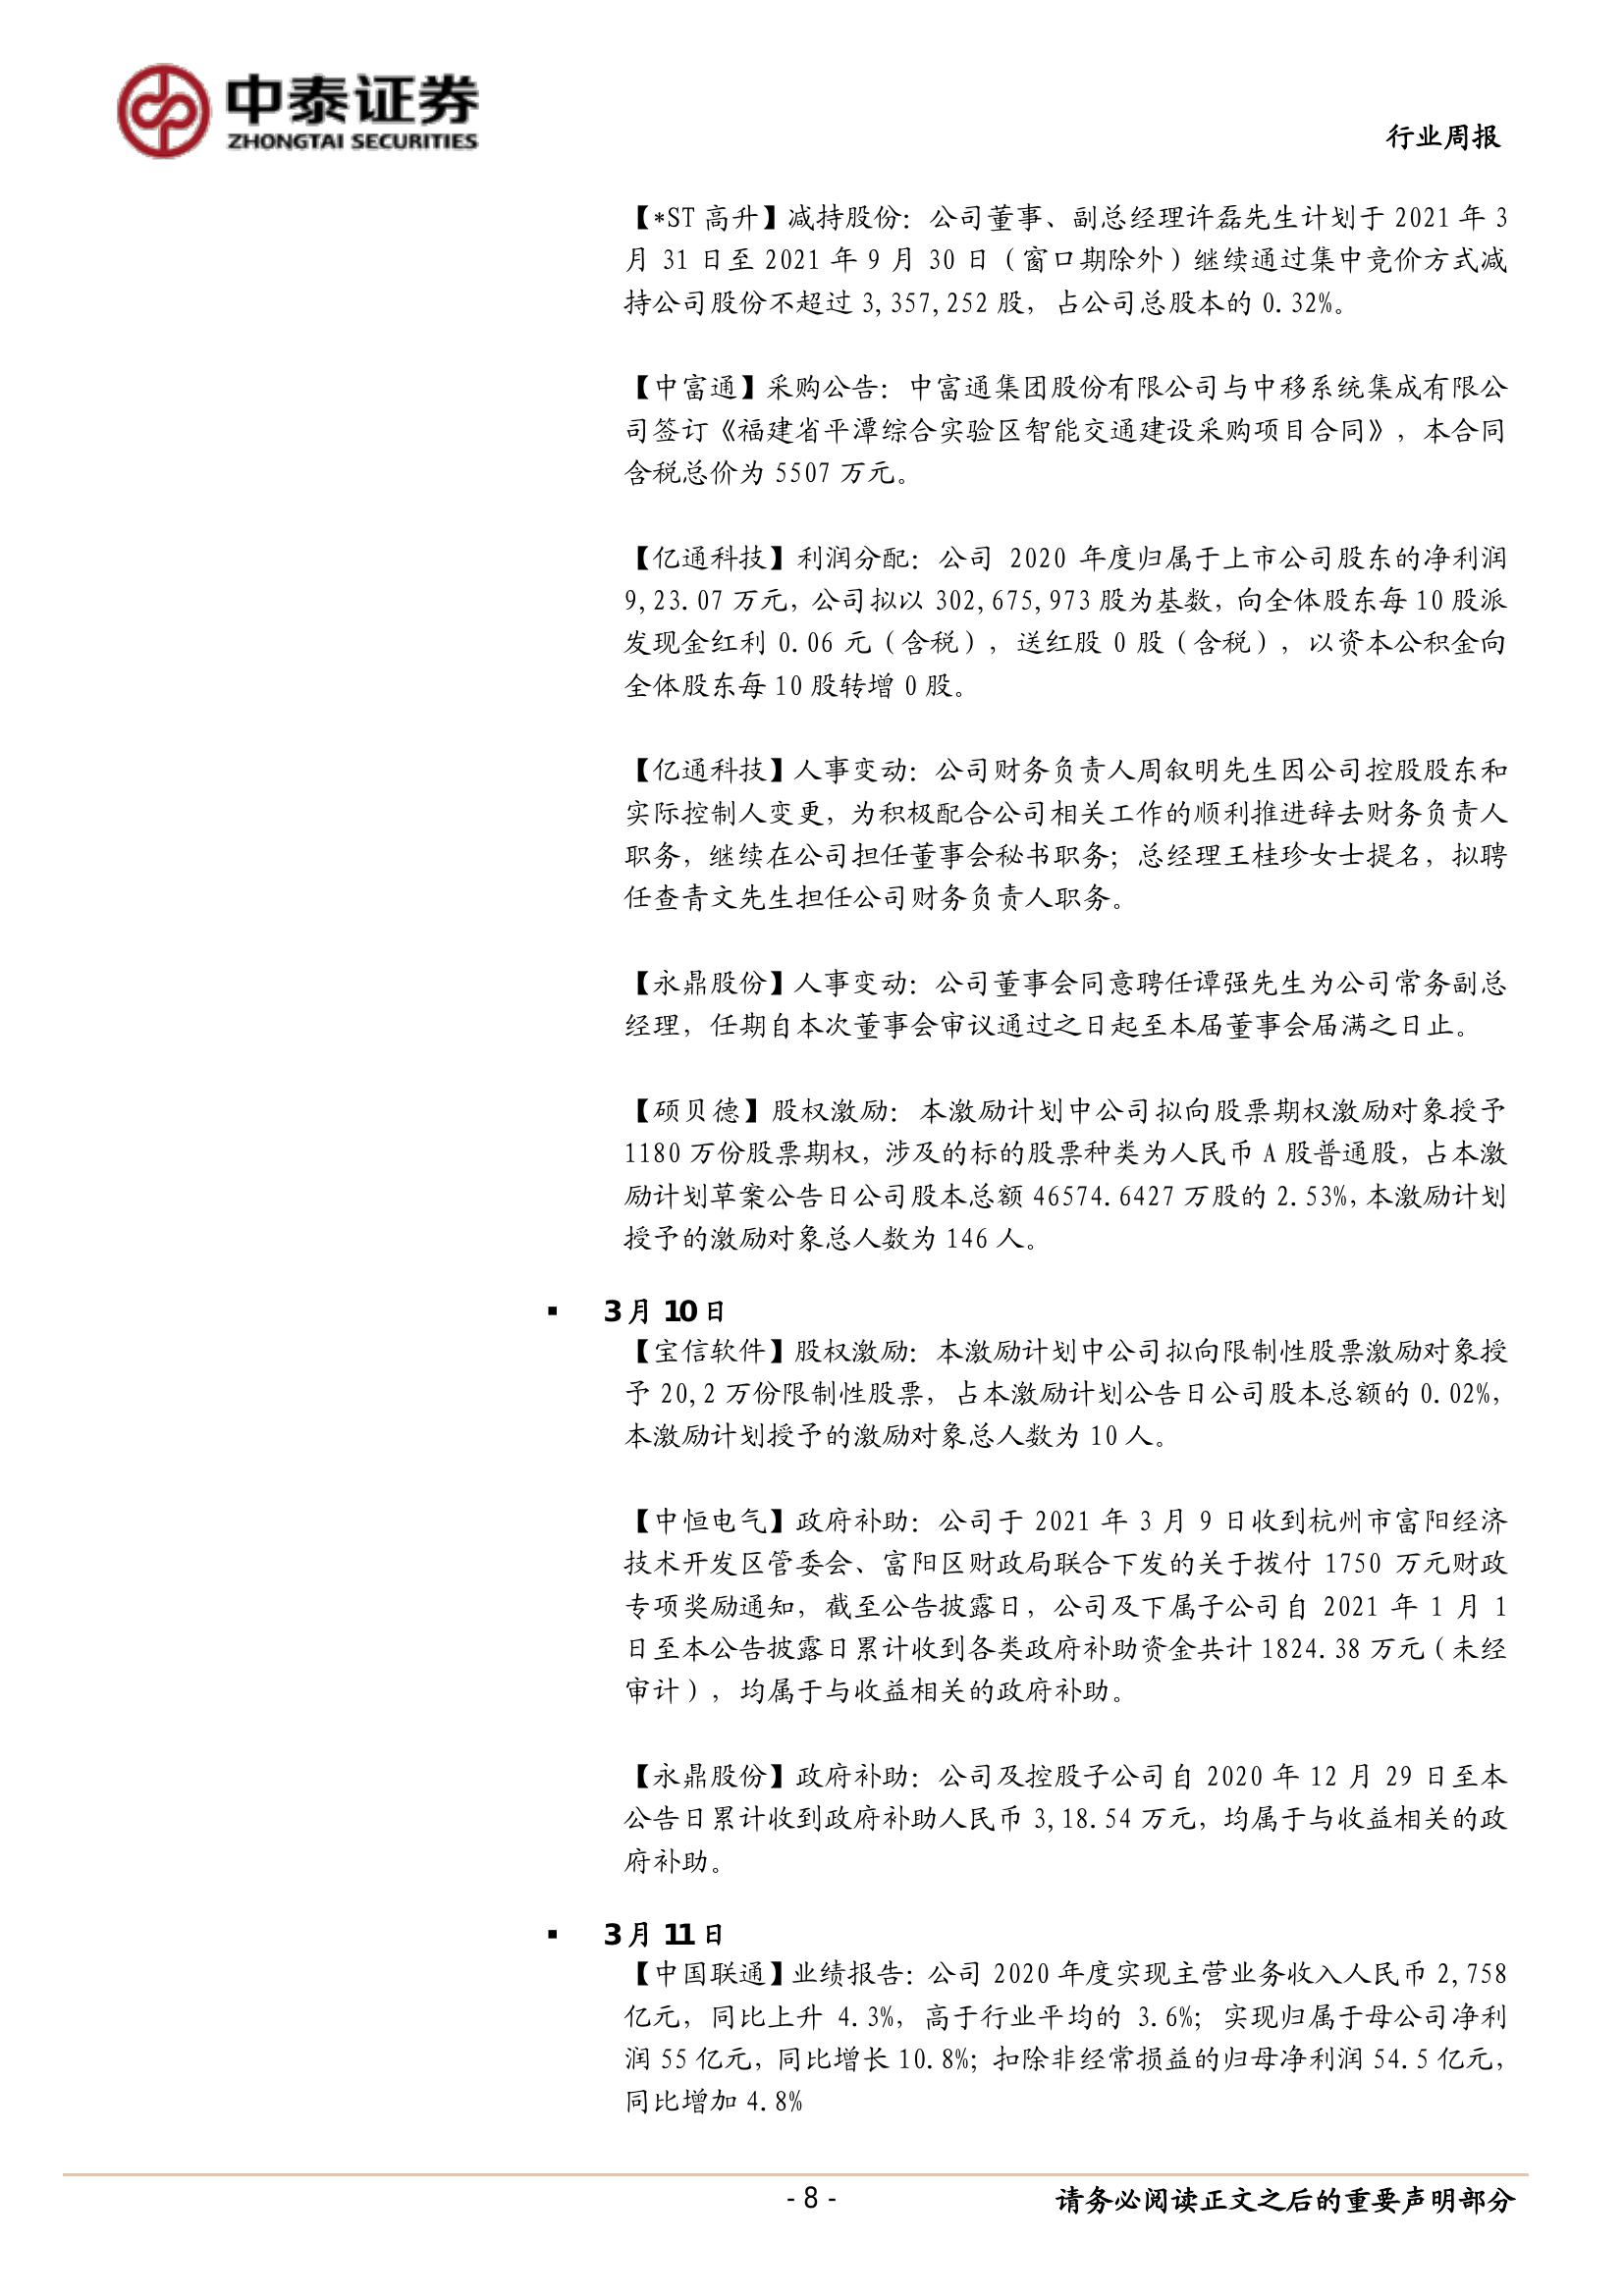 中泰证券
ZHONGTAI SECURITIES
行业周报
【*ST 高升】减持股份：公司董事、副总经理许磊先生计划于 2021 年 3
月 31 日至 2021 年 9 月 30 日（窗口期除外）继续通过集中竞价方式减
持公司股份不超过 3,357,252 股，占公司总股本的 0.32%。
【中富通】采购公告：中富通集团股份有限公司与中移系统集成有限公
司签订《福建省平潭综合实验区智能交通建设采购项目合同》，本合同
含税总价为 5507 万元。
【亿通科技】利润分配：公司 2020 年度归属于上市公司股东的净利润
9,23.07 万元，公司拟以 302,675,973 股为基数，向全体股东每 10 股派
发现金红利 0.06 元（含税），送红股 0 股（含税），以资本公积金向
全体股东每 10 股转增 0 股。
【亿通科技】人事变动：公司财务负责人周叙明先生因公司控股股东和
实际控制人变更，为积极配合公司相关工作的顺利推进辞去财务负责人
职务，继续在公司担任董事会秘书职务；总经理王桂珍女士提名，拟聘
任查青文先生担任公司财务负责人职务。
【永鼎股份】人事变动：公司董事会同意聘任谭强先生为公司常务副总
经理，任期自本次董事会审议通过之日起至本届董事会届满之日止。
【硕贝德】股权激励：本激励计划中公司拟向股票期权激励对象授予
1180 万份股票期权，涉及的标的股票种类为人民币 A 股普通股，占本激
励计划草案公告日公司股本总额 46574.6427 万股的 2.53%，本激励计划
授予的激励对象总人数为 146 人。
▪ 3 月 10 日
【宝信软件】股权激励：本激励计划中公司拟向限制性股票激励对象授
予 20,2 万份限制性股票，占本激励计划公告日公司股本总额的 0.02%，
本激励计划授予的激励对象总人数为 10 人。
【中恒电气】政府补助：公司于 2021 年 3 月 9 日收到杭州市富阳经济
技术开发区管委会、富阳区财政局联合下发的关于拨付 1750 万元财政
专项奖励通知，截至公告披露日，公司及下属子公司自 2021 年 1 月 1
日至本公告披露日累计收到各类政府补助资金共计 1824.38 万元（未经
审计），均属于与收益相关的政府补助。
【永鼎股份】政府补助：公司及控股子公司自 2020 年 12 月 29 日至本
公告日累计收到政府补助人民币 3,18.54 万元，均属于与收益相关的政
府补助。
▪ 3 月 11 日
【中国联通】业绩报告：公司 2020 年度实现主营业务收入人民币 2,758
亿元，同比上升 4.3%，高于行业平均的 3.6%；实现归属于母公司净利
润 55 亿元，同比增长 10.8%；扣除非经常损益的归母净利润 54.5 亿元，
同比增加 4.8%
- 8 -
请务必阅读正文之后的重要声明部分